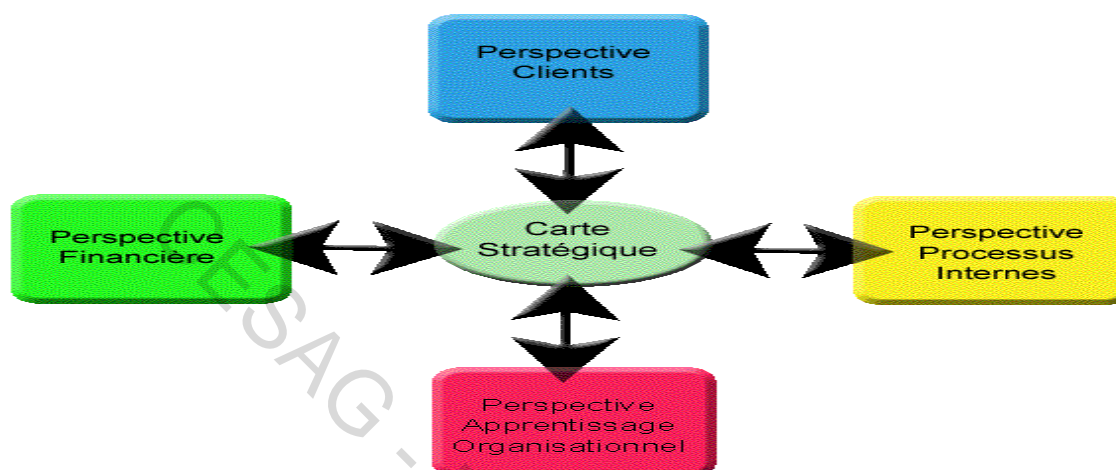 Perspective
Clients
Perspective
Financière
Carte
Stratégique
Perspective
Processus
Internes
Perspective
Apprentissage
Organisationnel
CESAG -